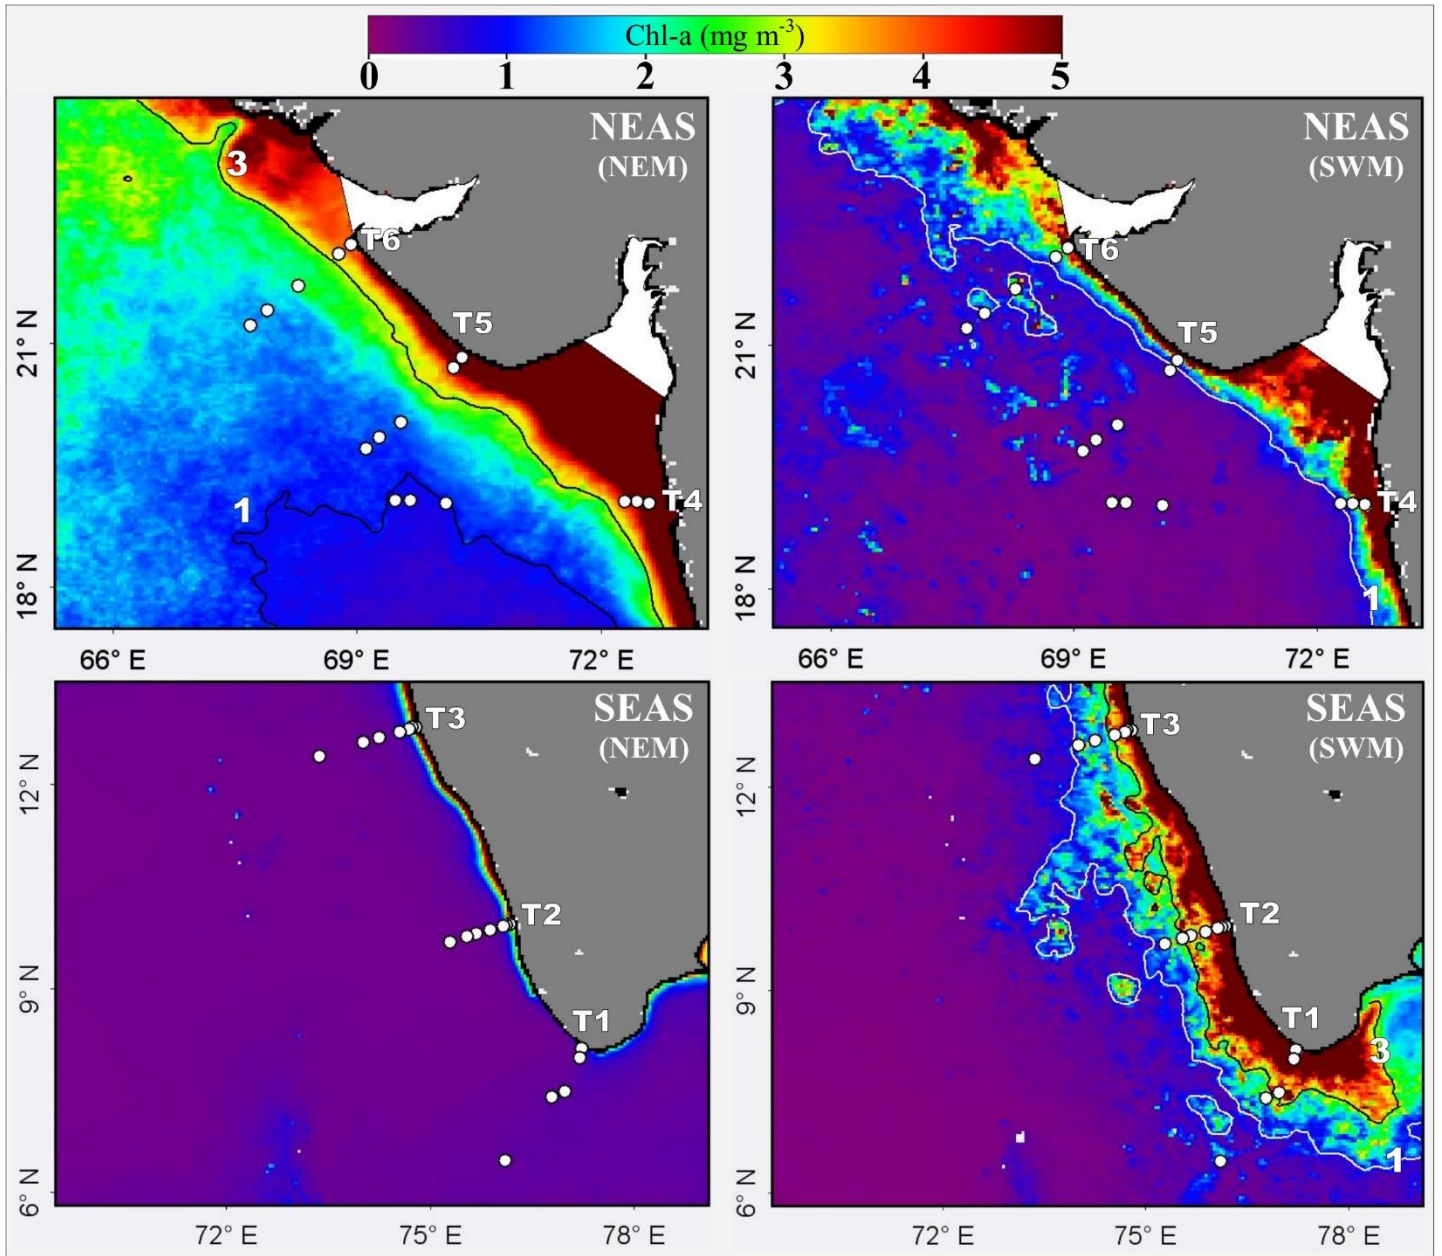 Chl-a (mg m⁻³)
0 1 2 3 4 5
NEAS
(NEM)
3
T6
T5
1
T4
21° N
18° N
66° E 69° E 72° E
NEAS
(SWM)
T6
T5
T4
1
21° N
18° N
66° E 69° E 72° E
SEAS
(NEM)
T3
T2
T1
12° N
9° N
6° N
72° E 75° E 78° E
SEAS
(SWM)
T3
T2
T1
3
1
12° N
9° N
6° N
72° E 75° E 78° E